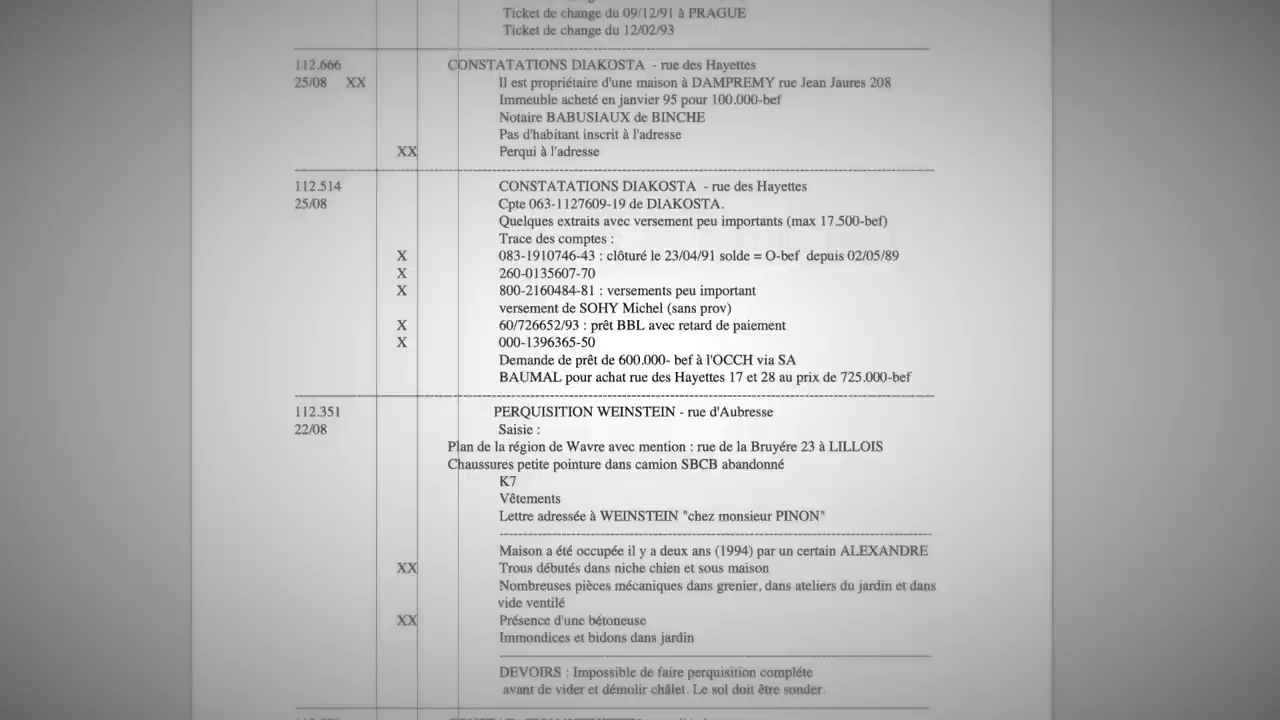 Ticket de change du 09/12/91 à PRAGUE
Ticket de change du 12/02/93
112.666 CONSTATATIONS DIAKOSTA - rue des Hayettes
25/08 XX Il est propriétaire d'une maison à DAMPREMY rue Jean Jaures 208
Immeuble acheté en janvier 95 pour 100.000-bef
Notaire BABUSIAUX de BINCHE
Pas d'habitant inscrit à l'adresse
XX Perqui à l'adresse
112.514 CONSTATATIONS DIAKOSTA - rue des Hayettes
25/08 Cpte 063-1127609-19 de DIAKOSTA.
Quelques extraits avec versement peu importants (max 17.500-bef)
Trace des comptes :
X 083-1910746-43 : clôturé le 23/04/91 solde = O-bef depuis 02/05/89
X 260-0135607-70
X 800-2160484-81 : versements peu important
versement de SOHY Michel (sans prov)
X 60/726652/93 : prêt BBL avec retard de paiement
X 000-1396365-50
Demande de prêt de 600.000- bef à l'OCCH via SA
BAUMAL pour achat rue des Hayettes 17 et 28 au prix de 725.000-bef
112.351 PERQUISITION WEINSTEIN - rue d'Aubresse
22/08 Saisie :
Plan de la région de Wavre avec mention : rue de la Bruyére 23 à LILLOIS
Chaussures petite pointure dans camion SBCB abandonné
K7
Vêtements
Lettre adressée à WEINSTEIN "chez monsieur PINON"
Maison a été occupée il y a deux ans (1994) par un certain ALEXANDRE
XX Trous débutés dans niche chien et sous maison
Nombreuses pièces mécaniques dans grenier, dans ateliers du jardin et dans
vide ventilé
XX Présence d'une bétoneuse
Immondices et bidons dans jardin
DEVOIRS : Impossible de faire perquisition compléte
avant de vider et démolir châlet. Le sol doit être sonder.